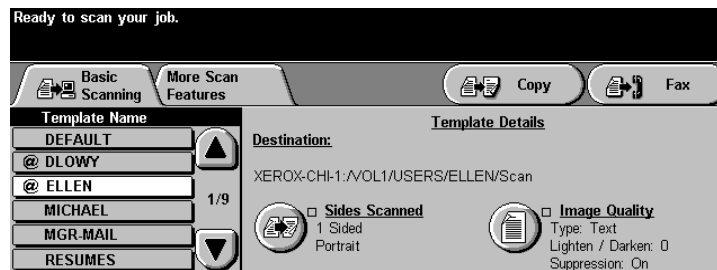 Ready to scan your job.
Basic Scanning
More Scan Features
Copy
Fax
Template Name
DEFAULT
@ DLOWY
@ ELLEN
MICHAEL
MGR-MAIL
RESUMES
1/9
Template Details
Destination:
XEROX-CHI-1:/VOL1/USERS/ELLEN/Scan
Sides Scanned
1 Sided
Portrait
Image Quality
Type: Text
Lighten / Darken: 0
Suppression: On